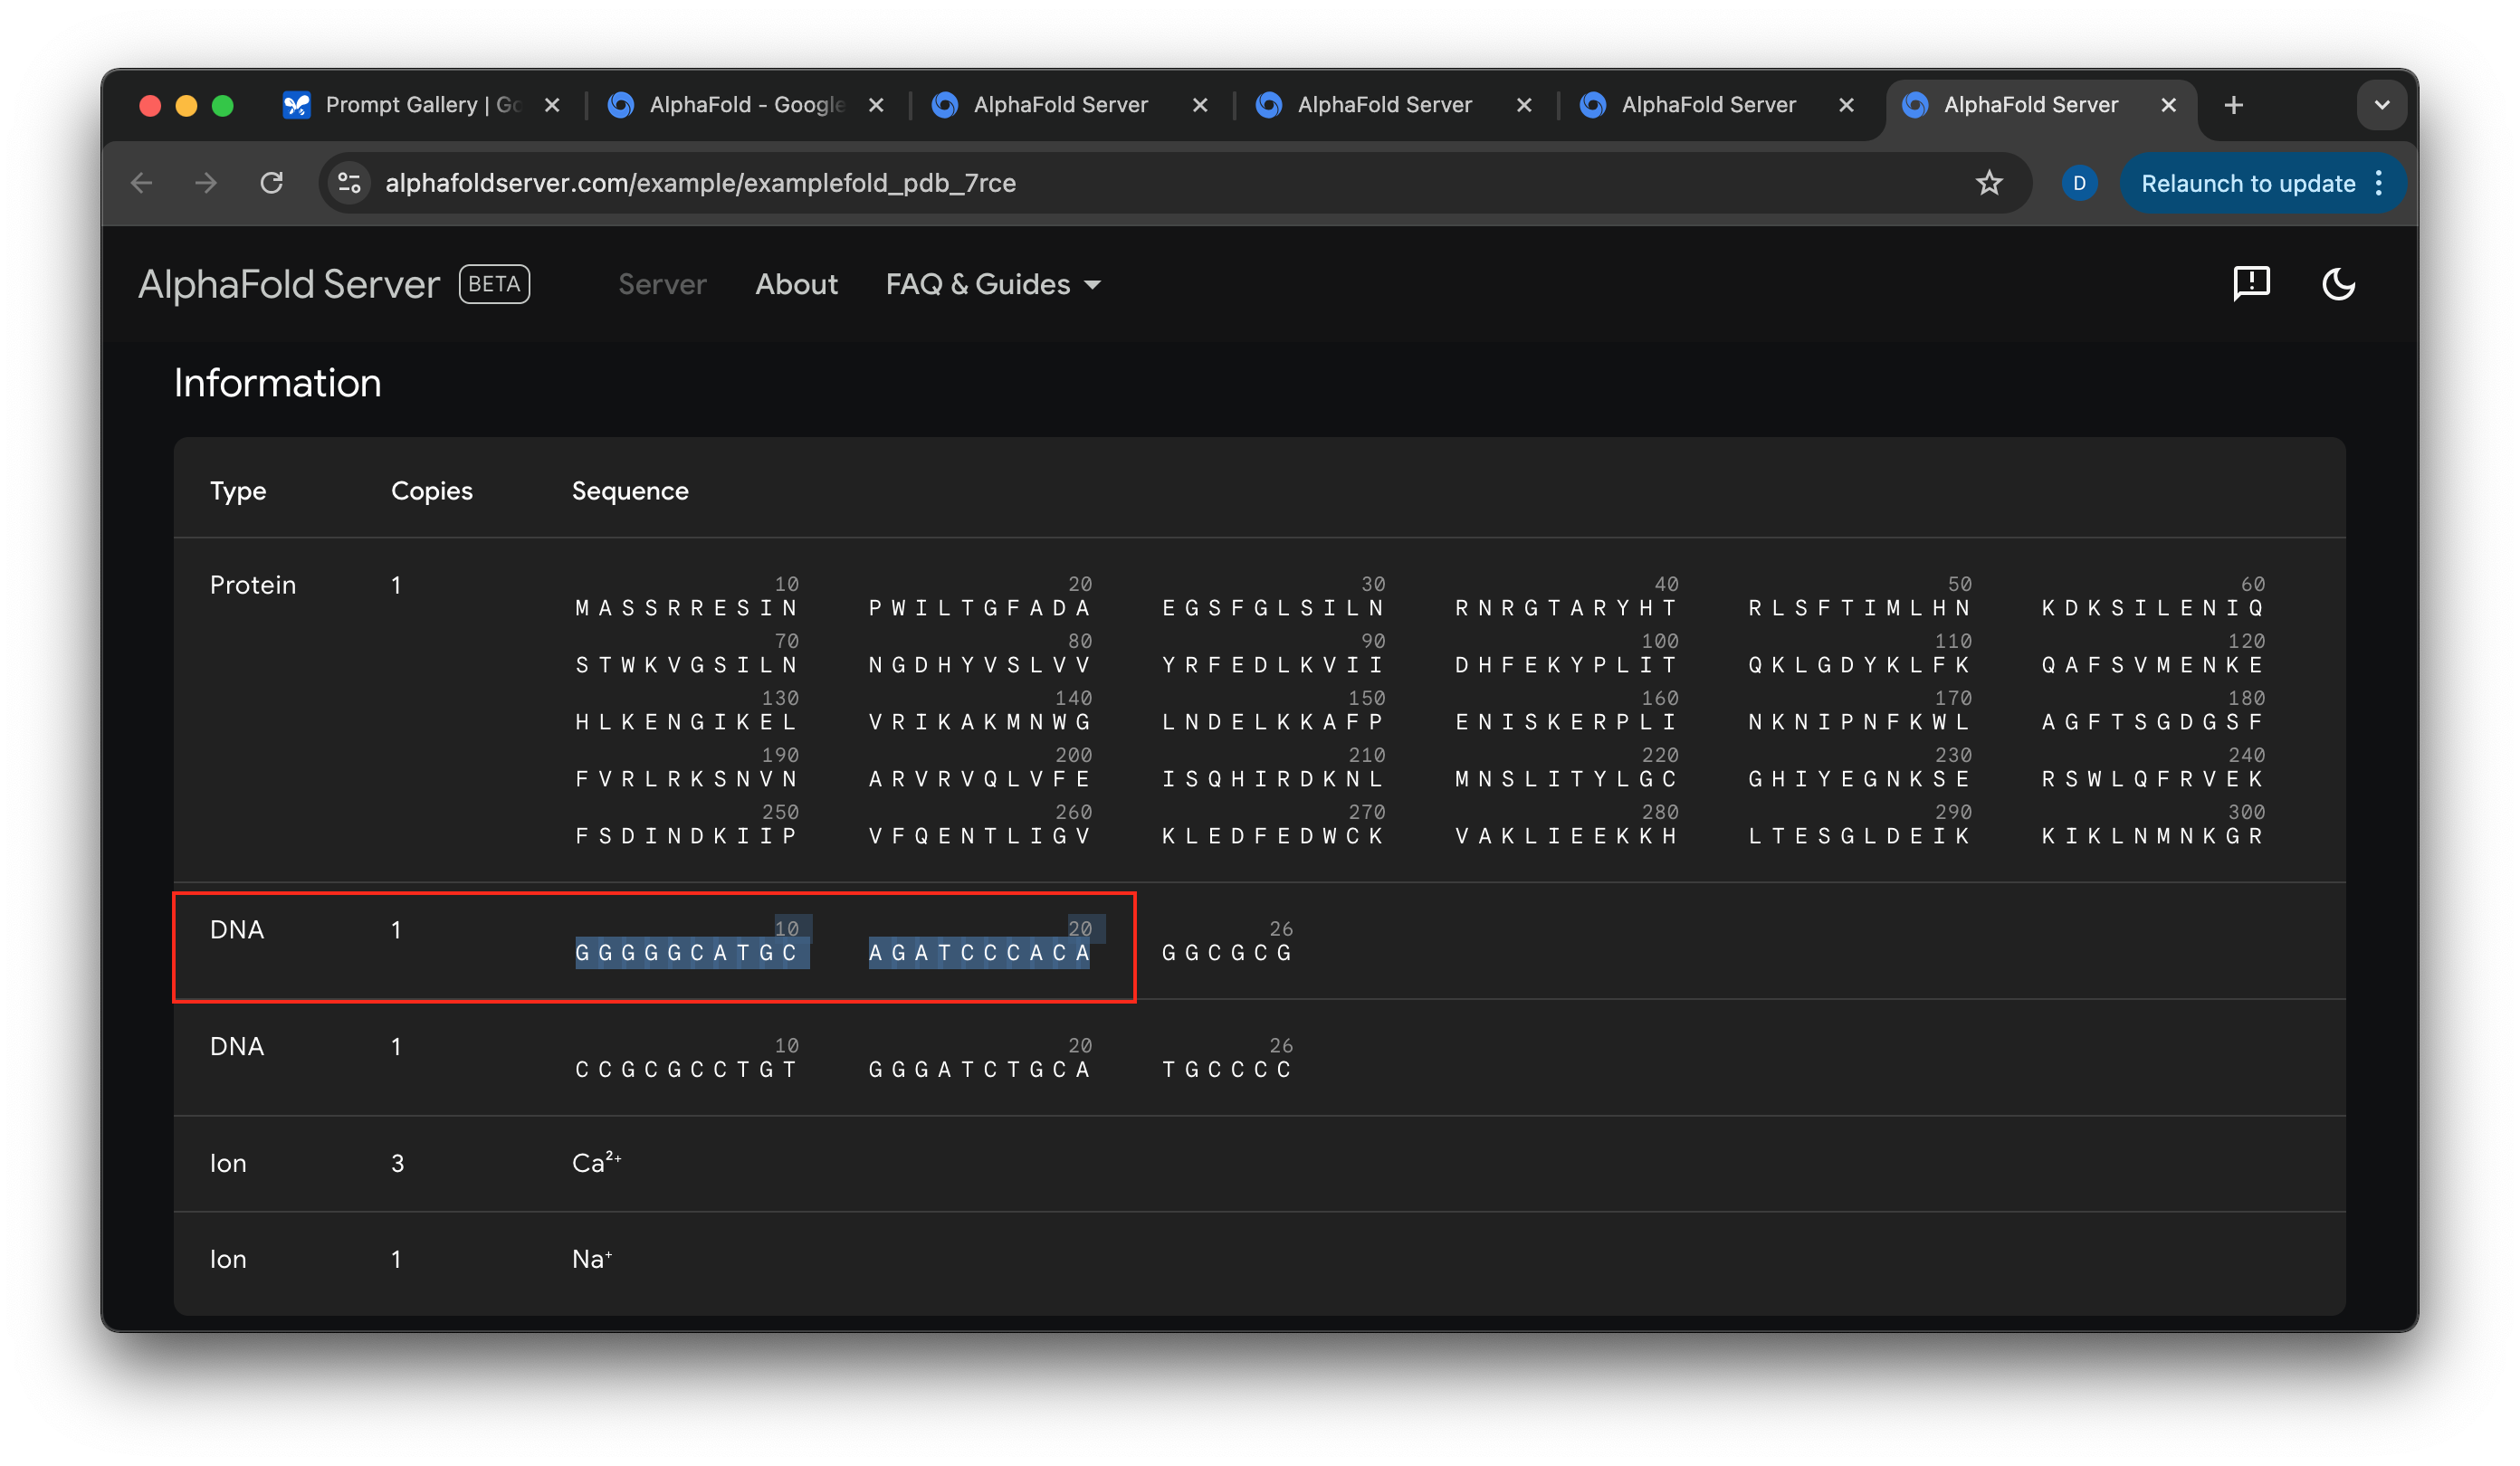 Prompt Gallery | Go
AlphaFold - Google
AlphaFold Server
AlphaFold Server
AlphaFold Server
AlphaFold Server
alphafoldserver.com/example/examplefold_pdb_7rce
D
Relaunch to update
AlphaFold Server BETA Server About FAQ & Guides
Information
Type Copies Sequence
10 20 30 40 50 60
Protein 1
MASSRRESIN PWILTGFADA EGSFGLSILN RNRGTARYHT RLSFTIMLHN KDKSILENIQ
70 80 90 100 110 120
STWKVGSILN NGDHYVSLVV YRFEDLKVII DHFEKYPLIT QKLGDYKLFK QAFSVMENKE
130 140 150 160 170 180
HLKENGIKEL VRIKAKMNWG LNDELKKAFP ENISKERPLI NKNIPNFKWL AGFTSGDGSF
190 200 210 220 230 240
FVRLRKSNVN ARVRVQLVFE ISQHIRDKNL MNSLITYLGC GHIYEGNKSE RSWLQFRVEK
250 260 270 280 290 300
FSDINDKIIP VFQENTLIGV KLEDFEDWCK VAKLIEEKKH LTESGLDEIK KIKLNMNKGR
DNA 1
10 20 26
GGGGGCATGC AGATCCCACA GGCGCG
DNA 1
10 20 26
CCGCGCCTGT GGGATCTGCA TGCCCC
Ion 3 Ca²⁺
Ion 1 Na⁺